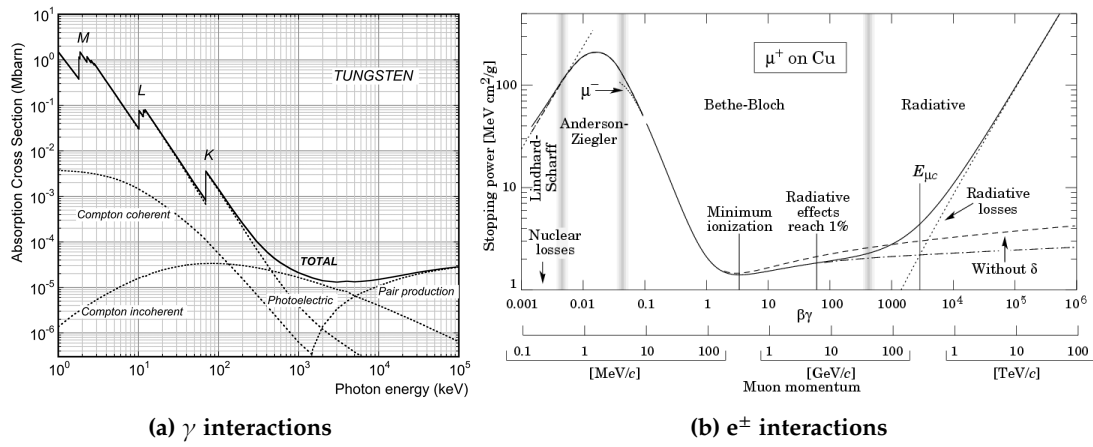 Absorption Cross Section (Mbarn)
10¹
10⁰
10⁻¹
10⁻²
10⁻³
10⁻⁴
10⁻⁵
10⁻⁶
M
L
K
TUNGSTEN
Compton coherent
TOTAL
Photoelectric
Pair production
Compton incoherent
10⁰ 10¹ 10² 10³ 10⁴ 10⁵
Photon energy (keV)
(a) γ interactions
Stopping power [MeV cm²/g]
100
10
1
μ⁺ on Cu
μ⁻
Bethe-Bloch
Radiative
Anderson-
Ziegler
Lindhard-
Scharff
Eμc
Radiative
losses
Minimum
ionization
Radiative
effects
reach 1%
Nuclear
losses
Without δ
0.001 0.01 0.1 1 10 100 1000 10⁴ 10⁵ 10⁶
βγ
0.1 1 10 100 1 10 100 1 10 100
[MeV/c] [GeV/c] [TeV/c]
Muon momentum
(b) e± interactions